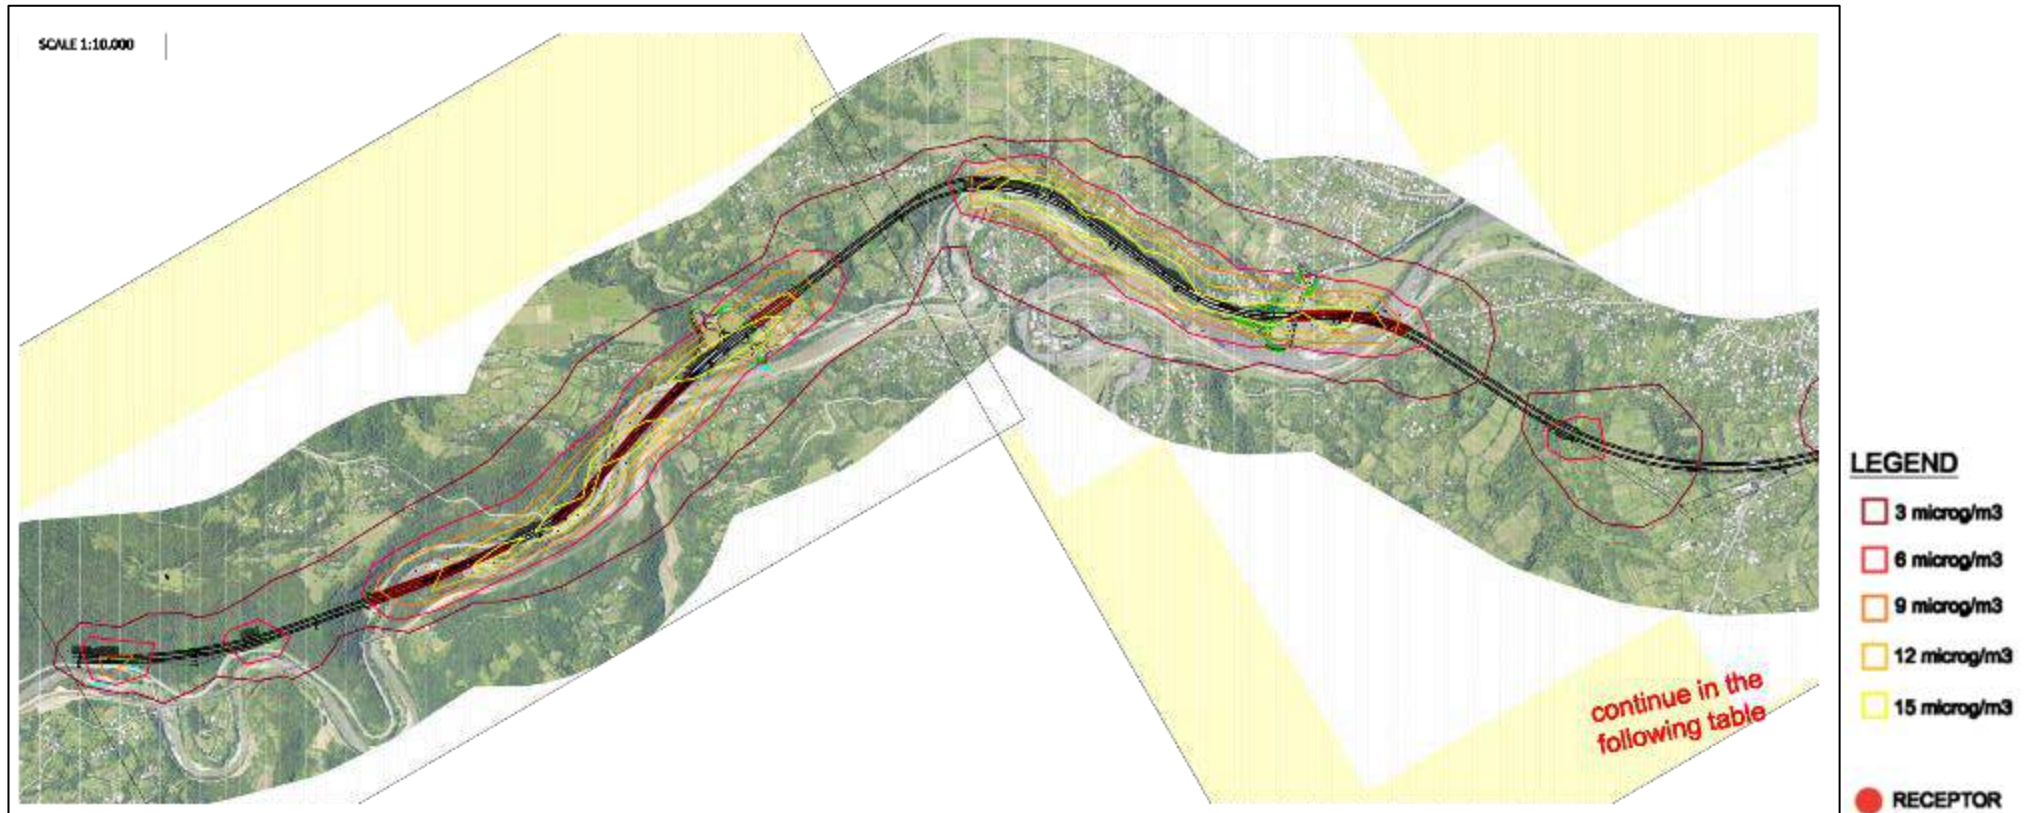 SCALE 1:10.000
continue in the
following table
LEGEND
3 microg/m3
6 microg/m3
9 microg/m3
12 microg/m3
15 microg/m3
RECEPTOR